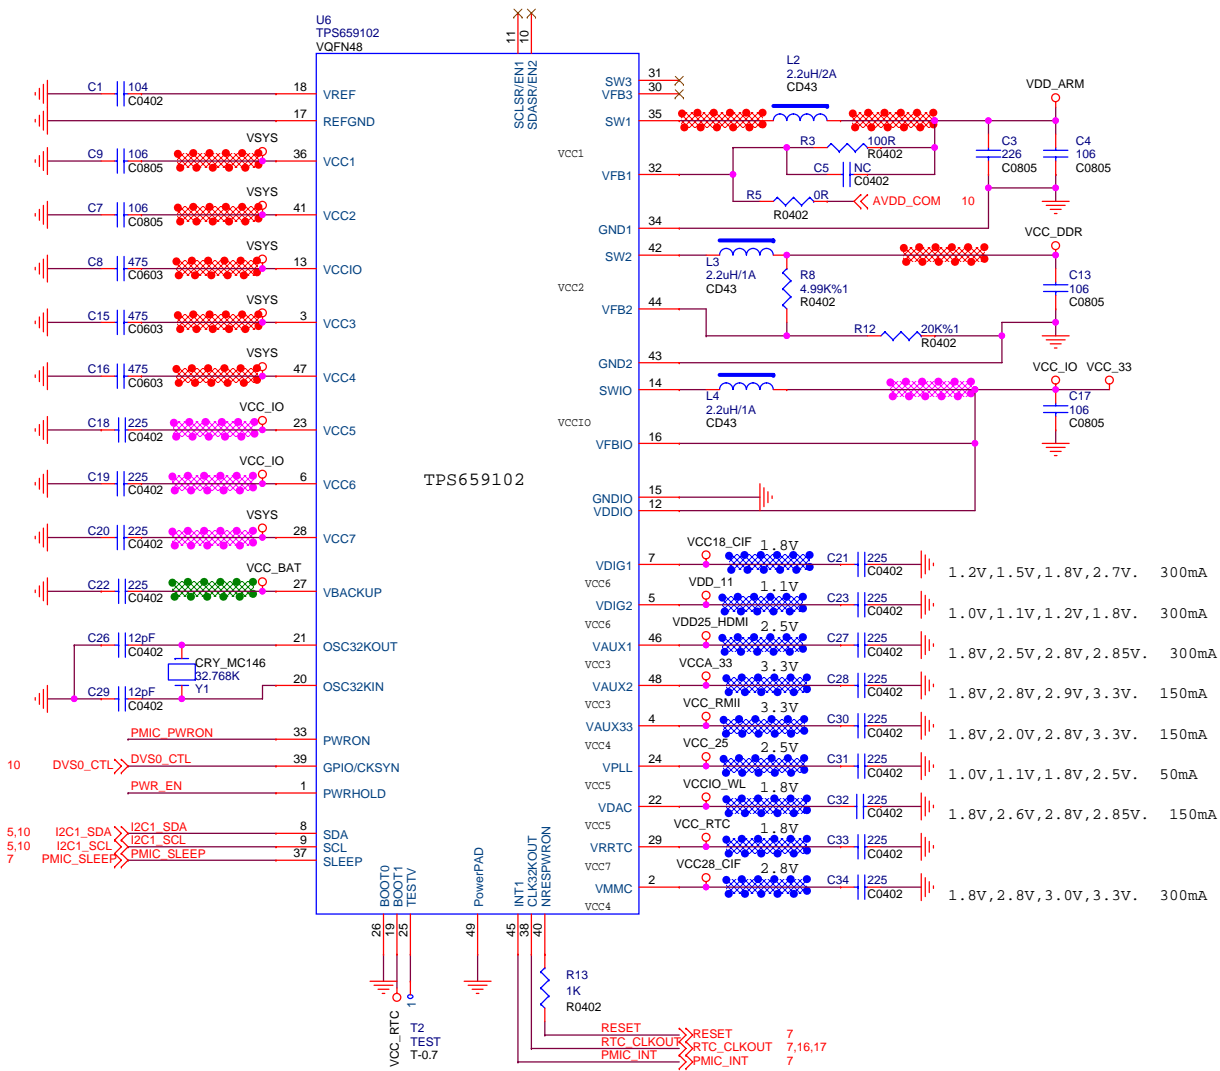 U6
TPS659102
VQFN48
11
10
SCLSR/EN1
SDASR/EN2
C1 104
C0402
18 VREF
17 REFGND
VSYS
C9 106
C0805
36 VCC1
VSYS
C7 106
C0805
41 VCC2
VSYS
C8 475
C0603
13 VCCIO
VSYS
C15 475
C0603
3 VCC3
VSYS
C16 475
C0603
47 VCC4
VCC_IO
C18 225
C0402
23 VCC5
VCC_IO
C19 225
C0402
6 VCC6
VSYS
C20 225
C0402
28 VCC7
VCC_BAT
C22 225
C0402
27 VBACKUP
C26 12pF
C0402
21 OSC32KOUT
CRY_MC146
32.768K
Y1
20 OSC32KIN
C29 12pF
C0402
PMIC_PWRON 33 PWRON
10 DVS0_CTL DVS0_CTL 39 GPIO/CKSYN
PWR_EN 1 PWRHOLD
5,10 I2C1_SDA I2C1_SDA 8 SDA
5,10 I2C1_SCL I2C1_SCL 9 SCL
7 PMIC_SLEEP PMIC_SLEEP 37 SLEEP
TPS659102
SW3 31
VFB3 30
SW1 35
L2
2.2uH/2A
CD43
VDD_ARM
VCC1
R3 100R
R0402
C5 NC
C0402
C3
226
C0805
C4
106
C0805
VFB1 32
R5 0R
R0402
AVDD_COM 10
GND1 34
SW2 42
L3
2.2uH/1A
CD43
VCC_DDR
VCC2
R8
4.99K%1
R0402
C13
106
C0805
VFB2 44
R12 20K%1
R0402
GND2 43
SWIO 14
L4
2.2uH/1A
CD43
VCC_IO VCC_33
C17
106
C0805
VCCIO
VFBIO 16
GNDIO 15
VDDIO 12
VCC18_CIF 1.8V
VDIG1 7
C21 225
C0402
1.2V,1.5V,1.8V,2.7V. 300mA
VCC6
VDD_11 1.1V
VDIG2 5
C23 225
C0402
1.0V,1.1V,1.2V,1.8V. 300mA
VCC6
VDD25_HDMI 2.5V
VAUX1 46
C27 225
C0402
1.8V,2.5V,2.8V,2.85V. 300mA
VCC3
VCCA_33 3.3V
VAUX2 48
C28 225
C0402
1.8V,2.8V,2.9V,3.3V. 150mA
VCC3
VCC_RMII 3.3V
VAUX33 4
C30 225
C0402
1.8V,2.0V,2.8V,3.3V. 150mA
VCC4
VCC_25 2.5V
VPLL 24
C31 225
C0402
1.0V,1.1V,1.8V,2.5V. 50mA
VCC5
VCCIO_WL 1.8V
VDAC 22
C32 225
C0402
1.8V,2.6V,2.8V,2.85V. 150mA
VCC5
VCC_RTC 1.8V
VRRTC 29
C33 225
C0402
VCC7
VCC28_CIF 2.8V
VMMC 2
C34 225
C0402
1.8V,2.8V,3.0V,3.3V. 300mA
VCC4
BOOT0
BOOT1
TESTV
PowerPAD
INT1
CLK32KOUT
NRESPWRON
26
19
25
49
45
38
40
VCC_RTC
1
T2
TEST
T-0.7
R13
1K
R0402
RESET RESET 7
RTC_CLKOUT RTC_CLKOUT 7,16,17
PMIC_INT PMIC_INT 7